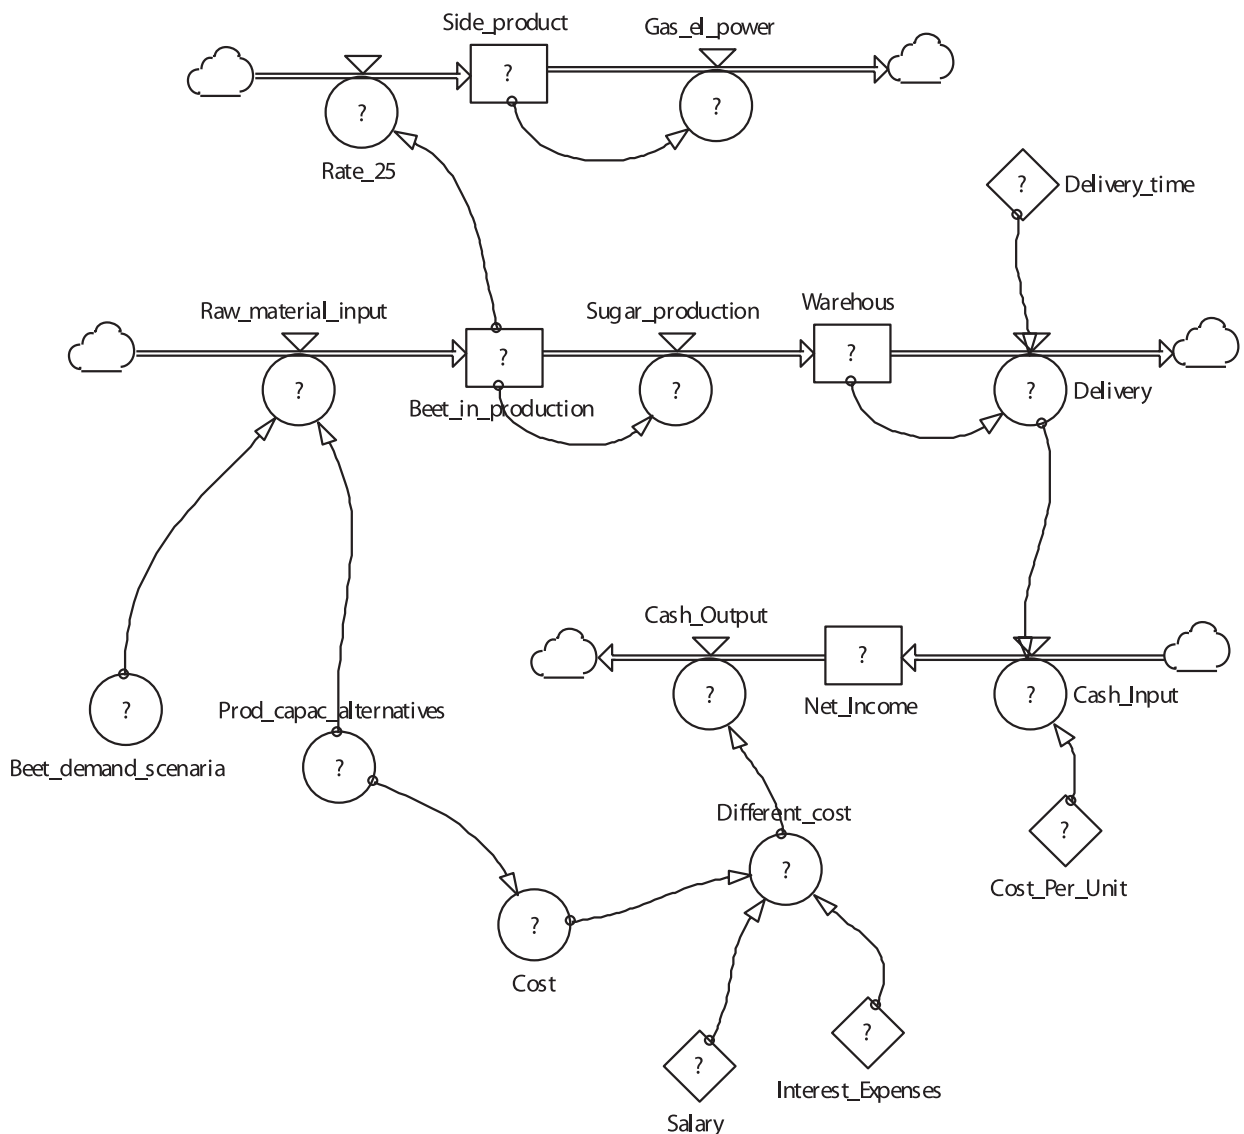 Side_product
Gas_el_power
?
?
?
Rate_25
?
Delivery_time
Raw_material_input
Sugar_production
Warehous
?
?
?
?
?
?
Delivery
Beet_in_production
Cash_Output
?
Net_Income
?
?
Cash_Input
?
Beet_demand_scenaria
Prod_capac_alternatives
?
Different_cost
?
?
Cost_Per_Unit
?
Cost
?
Interest_Expenses
?
Salary